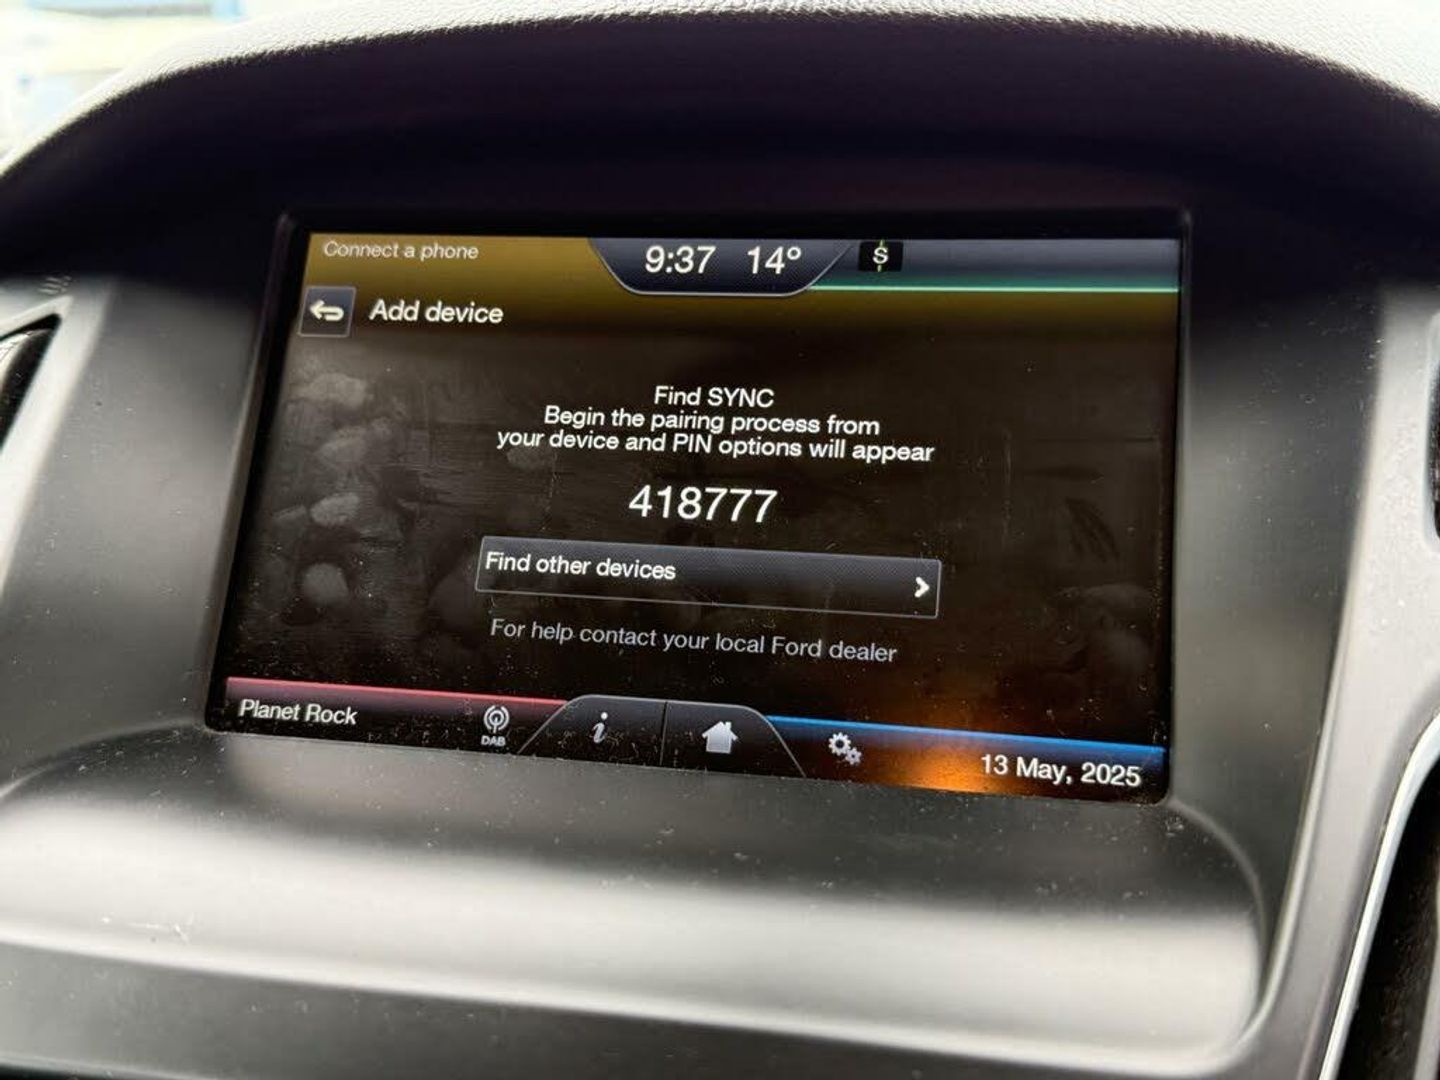 Connect a phone
9:37 14° S
Add device
Find SYNC
Begin the pairing process from
your device and PIN options will appear
418777
Find other devices
For help contact your local Ford dealer
Planet Rock
DAB
i
13 May, 2025